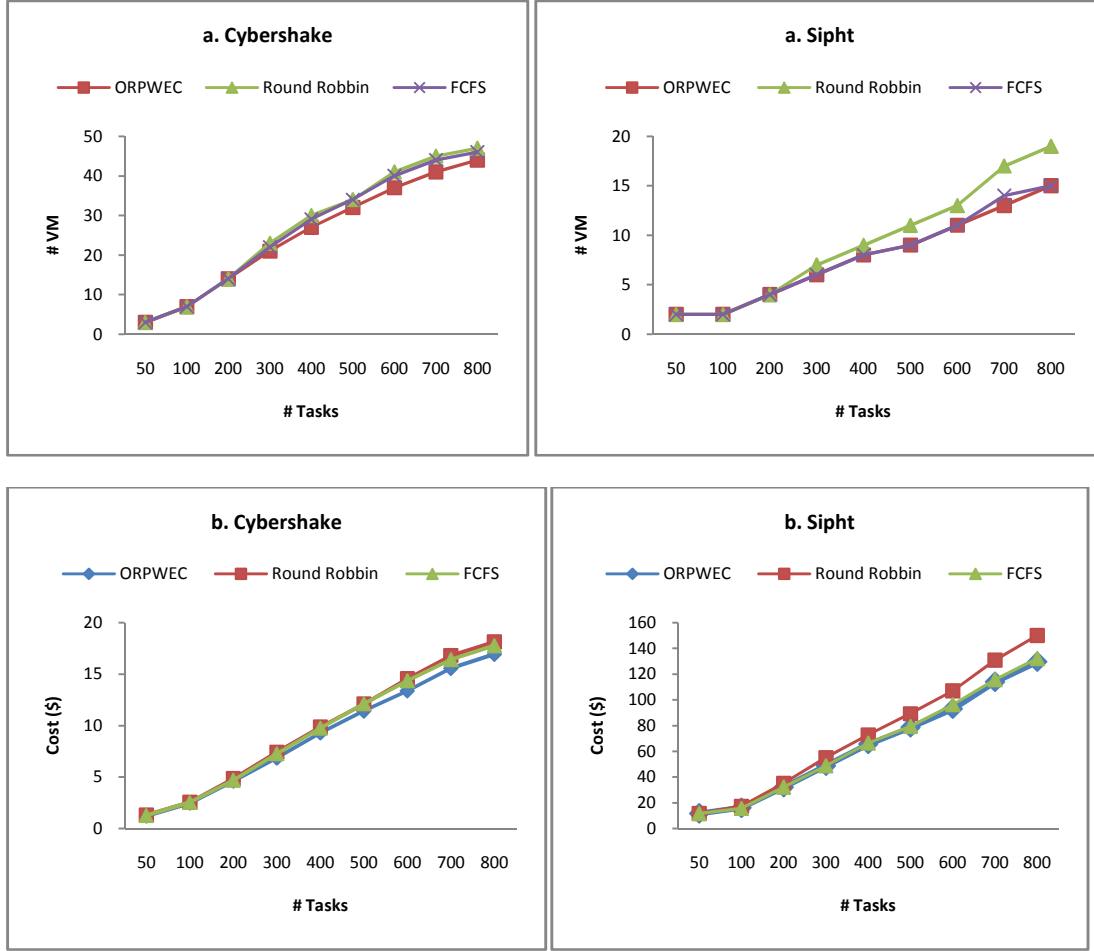 a. Cybershake
ORPWEC Round Robbin FCFS
50
40
30
20
10
0
# VM
50 100 200 300 400 500 600 700 800
# Tasks
a. Sipht
ORPWEC Round Robbin FCFS
20
15
10
5
0
# VM
50 100 200 300 400 500 600 700 800
# Tasks
b. Cybershake
ORPWEC Round Robbin FCFS
20
15
10
5
0
Cost ($)
50 100 200 300 400 500 600 700 800
# Tasks
b. Sipht
ORPWEC Round Robbin FCFS
160
140
120
100
80
60
40
20
0
Cost ($)
50 100 200 300 400 500 600 700 800
# Tasks